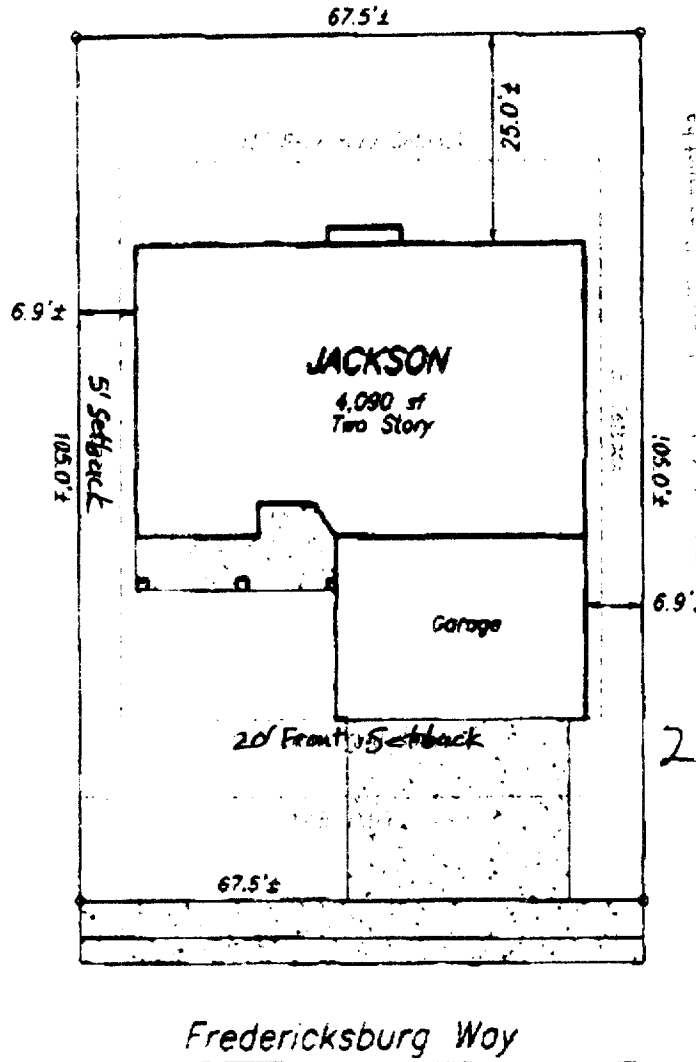 67.5'±
25.0'±
6.9'±
JACKSON
4,090 sf
Two Story
5' Setback
105.0'±
105.0'±
6.9'
Garage
20' Front Setback
2
67.5'±
Fredericksburg Way